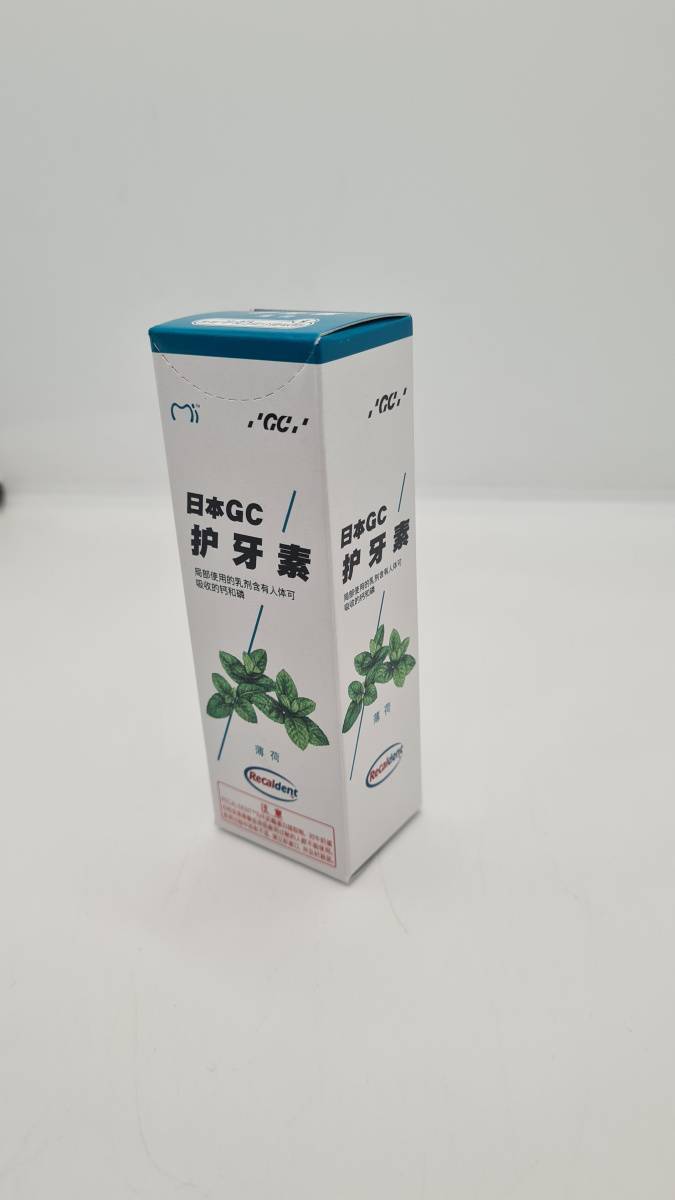 Mi
GC
日本GC
护牙素
局部使用的乳剂含有人体可
吸收的钙和磷
薄荷
Recaldent
注意
GC
日本GC
护牙素
局部使用的乳剂含有人体可
吸收的钙和磷
薄荷
Recaldent